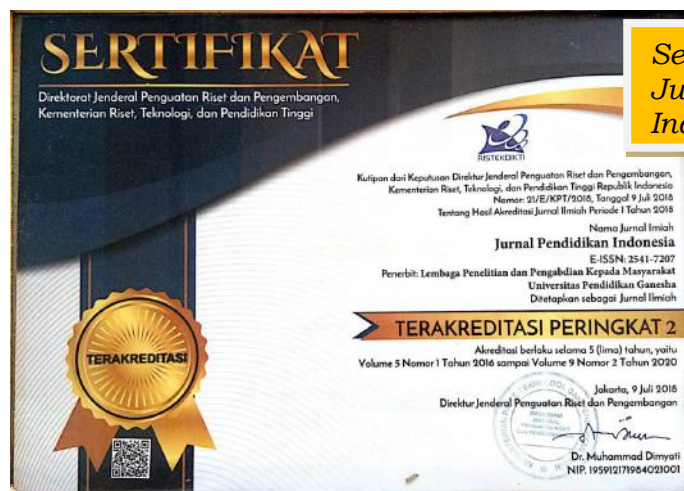 SERTIFIKAT
Direktorat Jenderal Penguatan Riset dan Pengembangan,
Kementerian Riset, Teknologi, dan Pendidikan Tinggi
RISTEKDIKTI
Kutipan dari Keputusan Direktur Jenderal Penguatan Riset dan Pengembangan,
Kementerian Riset, Teknologi, dan Pendidikan Tinggi Republik Indonesia
Nomor: 21/E/KPT/2018, Tanggal 9 Juli 2018
Tentang Hasil Akreditasi Jurnal Ilmiah Periode I Tahun 2018
Nama Jurnal Ilmiah
Jurnal Pendidikan Indonesia
E-ISSN: 2541-7207
Penerbit: Lembaga Penelitian dan Pengabdian Kepada Masyarakat
Universitas Pendidikan Ganesha
Ditetapkan sebagai Jurnal Ilmiah
TERAKREDITASI PERINGKAT 2
Akreditasi berlaku selama 5 (lima) tahun, yaitu
Volume 5 Nomor 1 Tahun 2016 sampai Volume 9 Nomor 2 Tahun 2020
Jakarta, 9 Juli 2018
Direktur Jenderal Penguatan Riset dan Pengembangan
Dr. Muhammad Dimyati
NIP. 195912171984021001
TERAKREDITASI
Se
Ju